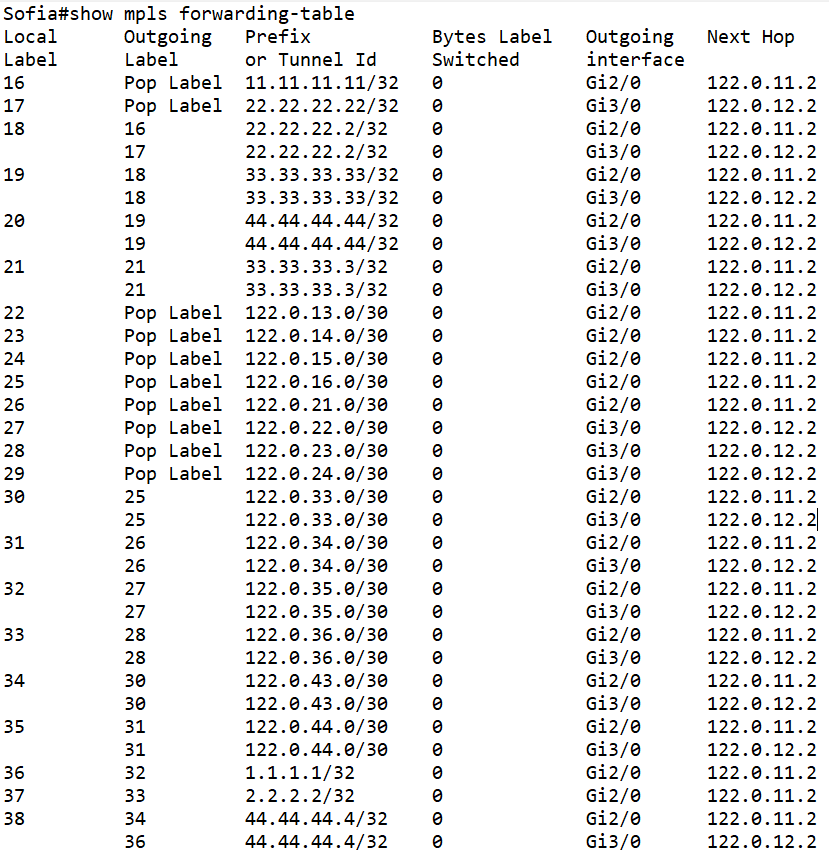 Sofia#show mpls forwarding-table
Local      Outgoing   Prefix           Bytes Label   Outgoing   Next Hop
Label      Label      or Tunnel Id     Switched      interface
16         Pop Label  11.11.11.11/32   0             Gi2/0      122.0.11.2
17         Pop Label  22.22.22.22/32   0             Gi3/0      122.0.12.2
18         16         22.22.22.2/32    0             Gi2/0      122.0.11.2
           17         22.22.22.2/32    0             Gi3/0      122.0.12.2
19         18         33.33.33.33/32   0             Gi2/0      122.0.11.2
           18         33.33.33.33/32   0             Gi3/0      122.0.12.2
20         19         44.44.44.44/32   0             Gi2/0      122.0.11.2
           19         44.44.44.44/32   0             Gi3/0      122.0.12.2
21         21         33.33.33.3/32    0             Gi2/0      122.0.11.2
           21         33.33.33.3/32    0             Gi3/0      122.0.12.2
22         Pop Label  122.0.13.0/30    0             Gi2/0      122.0.11.2
23         Pop Label  122.0.14.0/30    0             Gi2/0      122.0.11.2
24         Pop Label  122.0.15.0/30    0             Gi2/0      122.0.11.2
25         Pop Label  122.0.16.0/30    0             Gi2/0      122.0.11.2
26         Pop Label  122.0.21.0/30    0             Gi2/0      122.0.11.2
27         Pop Label  122.0.22.0/30    0             Gi3/0      122.0.12.2
28         Pop Label  122.0.23.0/30    0             Gi3/0      122.0.12.2
29         Pop Label  122.0.24.0/30    0             Gi3/0      122.0.12.2
30         25         122.0.33.0/30    0             Gi2/0      122.0.11.2
           25         122.0.33.0/30    0             Gi3/0      122.0.12.2
31         26         122.0.34.0/30    0             Gi2/0      122.0.11.2
           26         122.0.34.0/30    0             Gi3/0      122.0.12.2
32         27         122.0.35.0/30    0             Gi2/0      122.0.11.2
           27         122.0.35.0/30    0             Gi3/0      122.0.12.2
33         28         122.0.36.0/30    0             Gi2/0      122.0.11.2
           28         122.0.36.0/30    0             Gi3/0      122.0.12.2
34         30         122.0.43.0/30    0             Gi2/0      122.0.11.2
           30         122.0.43.0/30    0             Gi3/0      122.0.12.2
35         31         122.0.44.0/30    0             Gi2/0      122.0.11.2
           31         122.0.44.0/30    0             Gi3/0      122.0.12.2
36         32         1.1.1.1/32       0             Gi2/0      122.0.11.2
37         33         2.2.2.2/32       0             Gi2/0      122.0.11.2
38         34         44.44.44.4/32    0             Gi2/0      122.0.11.2
           36         44.44.44.4/32    0             Gi3/0      122.0.12.2